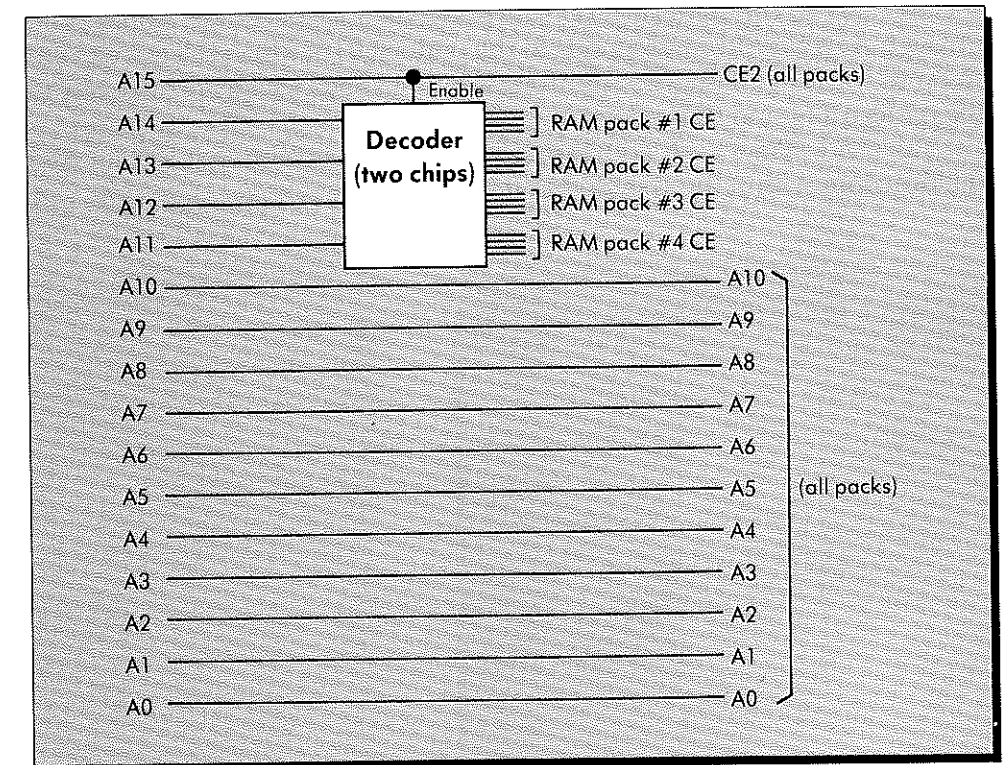 A15 CE2 (all packs)
Enable
A14 RAM pack #1 CE
Decoder
A13 RAM pack #2 CE
(two chips)
A12 RAM pack #3 CE
A11 RAM pack #4 CE
A10 A10
A9 A9
A8 A8
A7 A7
A6 A6
A5 A5 (all packs)
A4 A4
A3 A3
A2 A2
A1 A1
A0 A0